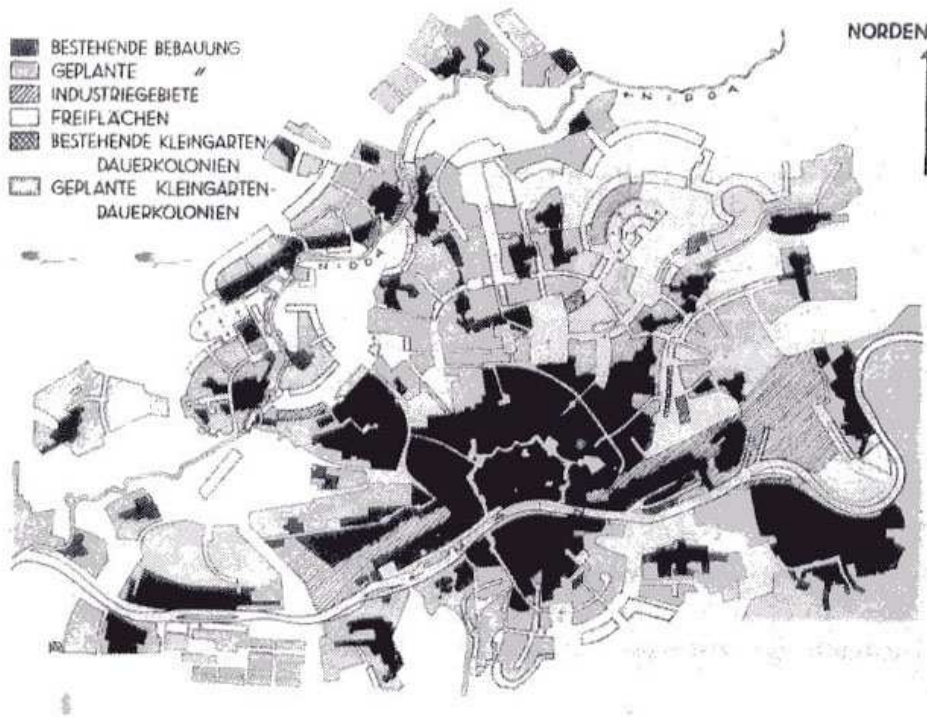 BESTEHENDE BEBAUUNG
GEPLANTE "
INDUSTRIEGEBIETE
FREIFLÄCHEN
BESTEHENDE KLEINGARTEN-
DAUERKOLONIEN
GEPLANTE KLEINGARTEN-
DAUERKOLONIEN
NORDEN
NIDDA
NIDDA